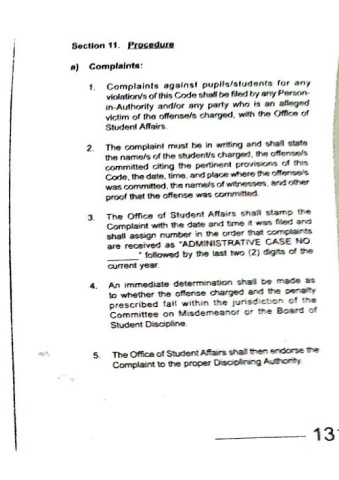 Section 11. Procedure
a) Complaints:
1. Complaints against pupils/students for any
violation/s of this Code shall be filed by any Person-
in-Authority and/or any party who is an alleged
victim of the offense/s charged, with the Office of
Student Affairs.
2. The complaint must be in writing and shall state
the name/s of the student/s charged, the offense/s
committed citing the pertinent provisions of this
Code, the date, time, and place where the offense/s
was committed, the name/s of witnesses, and other
proof that the offense was committed.
3. The Office of Student Affairs shall stamp the
Complaint with the date and time it was filed and
shall assign number in the order that complaints
are received as "ADMINISTRATIVE CASE NO.
______" followed by the last two (2) digits of the
current year.
4. An immediate determination shall be made as
to whether the offense charged and the penalty
prescribed fall within the jurisdiction of the
Committee on Misdemeanor or the Board of
Student Discipline.
5. The Office of Student Affairs shall then endorse the
Complaint to the proper Disciplining Authority.
13